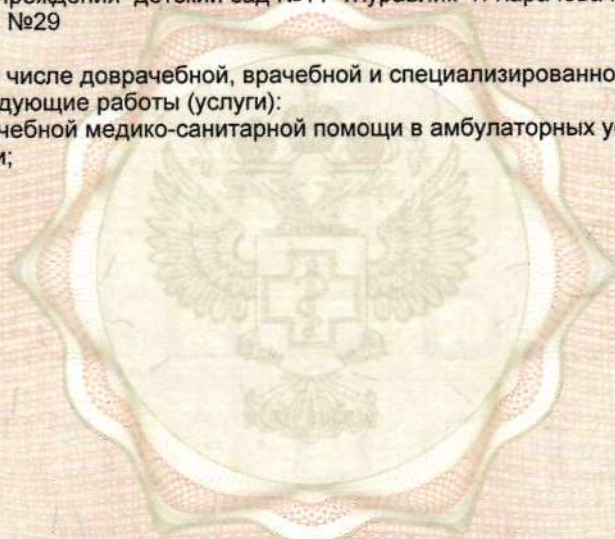 №29
числе доврачебной, врачебной и специализированно
дующие работы (услуги):
чебной медико-санитарной помощи в амбулаторных у
и;